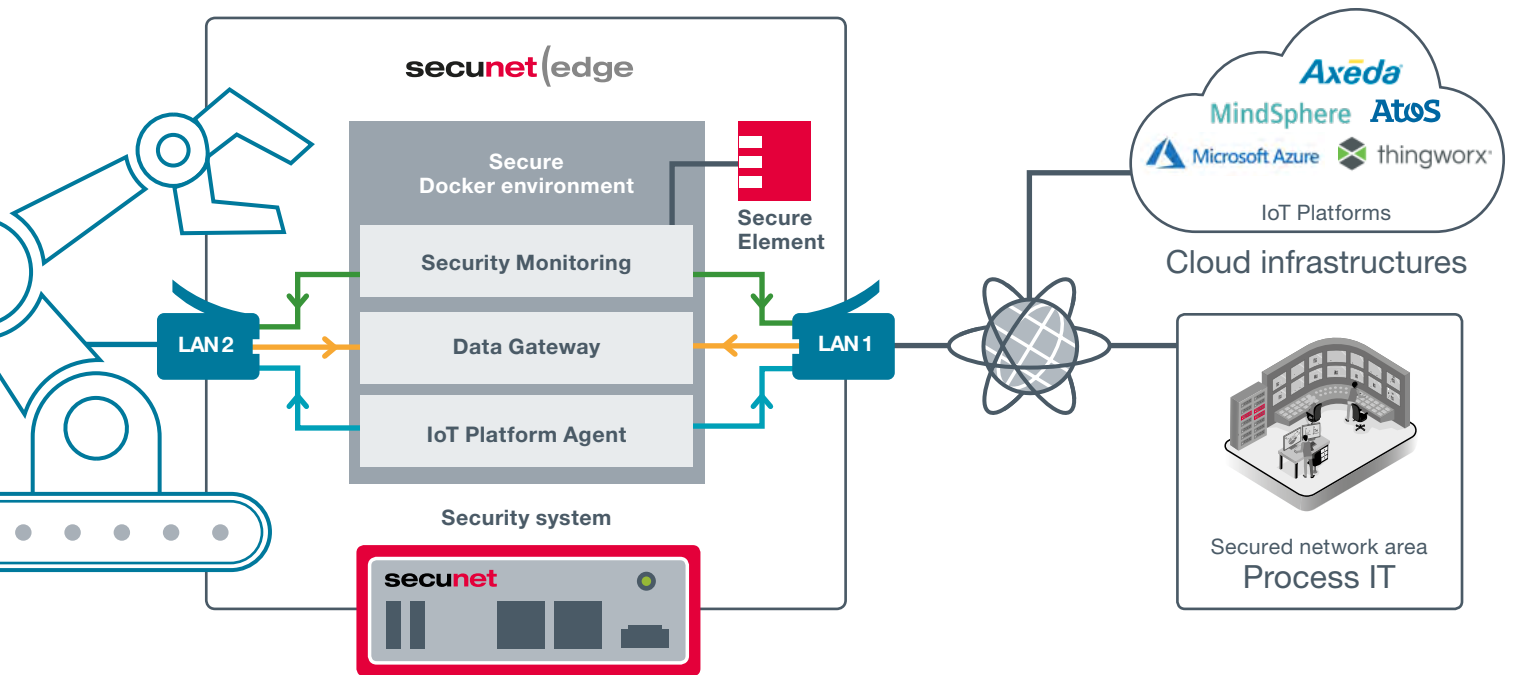 secunet(edge
Secure
Docker environment
Secure
Element
Security Monitoring
LAN 2
Data Gateway
LAN 1
IoT Platform Agent
Security system
secunet
Axēda
MindSphere
Atos
Microsoft Azure
thingworx
IoT Platforms
Cloud infrastructures
Secured network area
Process IT